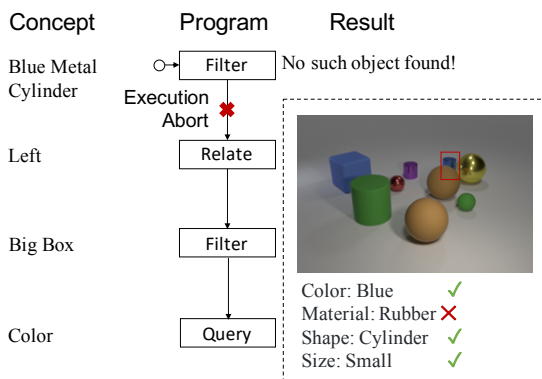 Concept Program Result
Blue Metal
Cylinder
Filter
No such object found!
Execution
Abort
Left
Relate
Big Box
Filter
Color
Query
Color: Blue ✓
Material: Rubber ✗
Shape: Cylinder ✓
Size: Small ✓